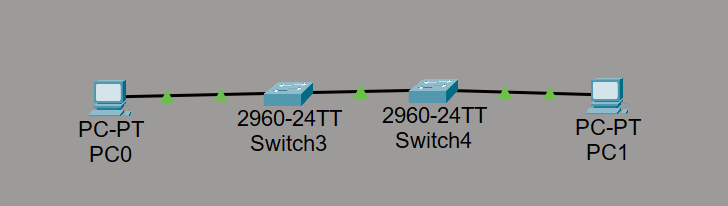 PC-PT
PC0
2960-24TT
Switch3
2960-24TT
Switch4
PC-PT
PC1